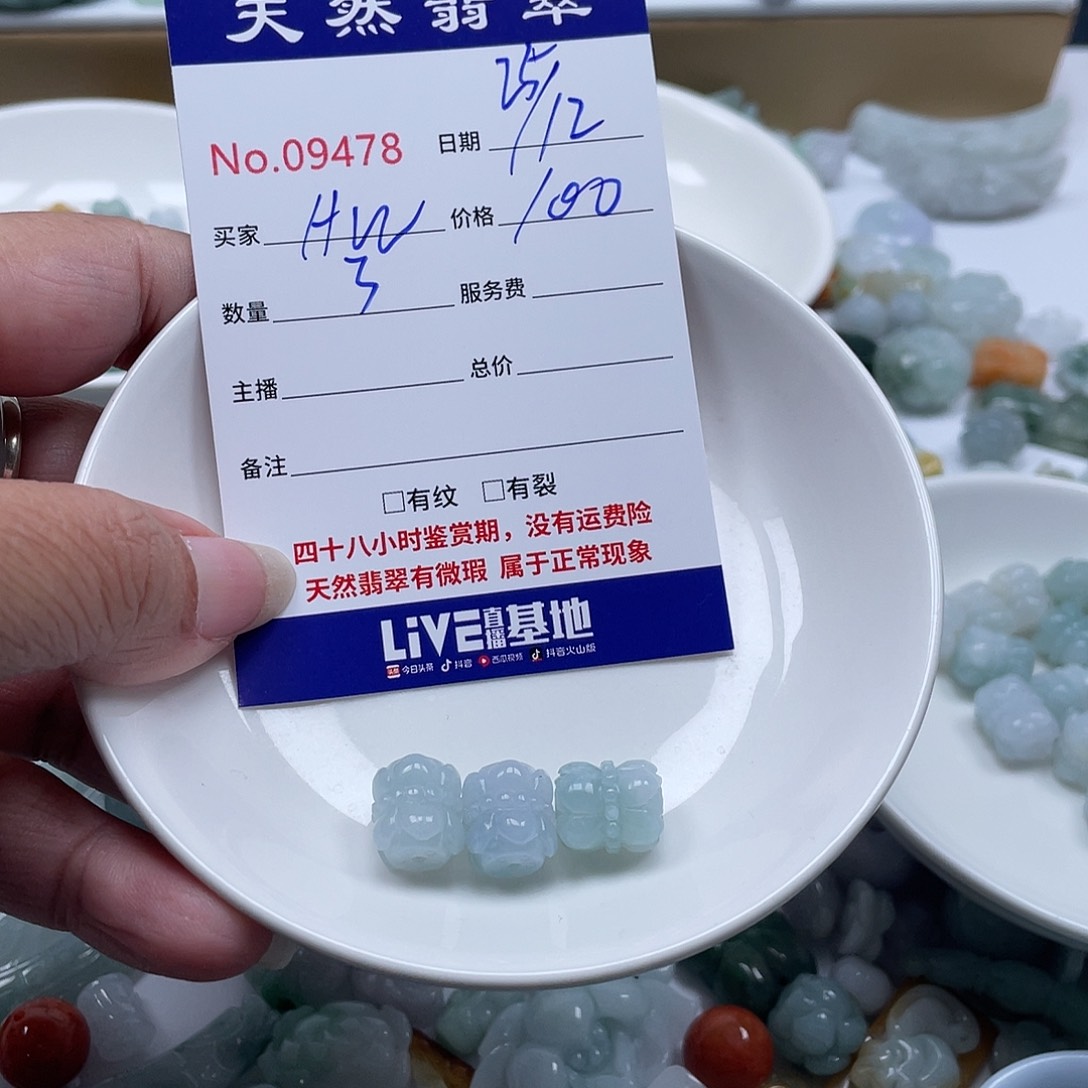 天然翡翠
No.09478 日期 25/12
买家 HW 价格 100
数量 3 服务费
主播 总价
备注
□有纹 □有裂
四十八小时鉴赏期，没有运费险
天然翡翠有微瑕 属于正常现象
LiVE直播基地
头条 今日头条 抖音 西瓜视频 抖音火山版